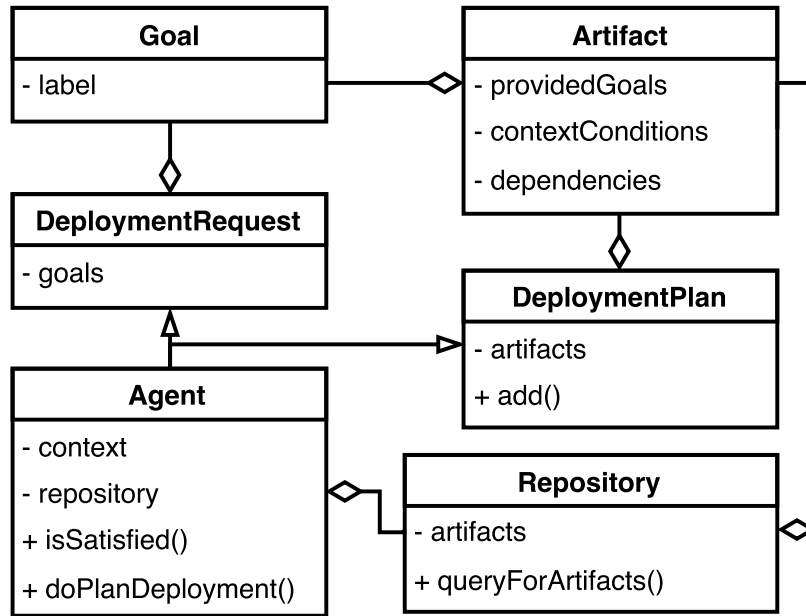 Goal
- label
Artifact
- providedGoals
- contextConditions
- dependencies
DeploymentRequest
- goals
DeploymentPlan
- artifacts
+ add()
Agent
- context
- repository
+ isSatisfied()
+ doPlanDeployment()
Repository
- artifacts
+ queryForArtifacts()